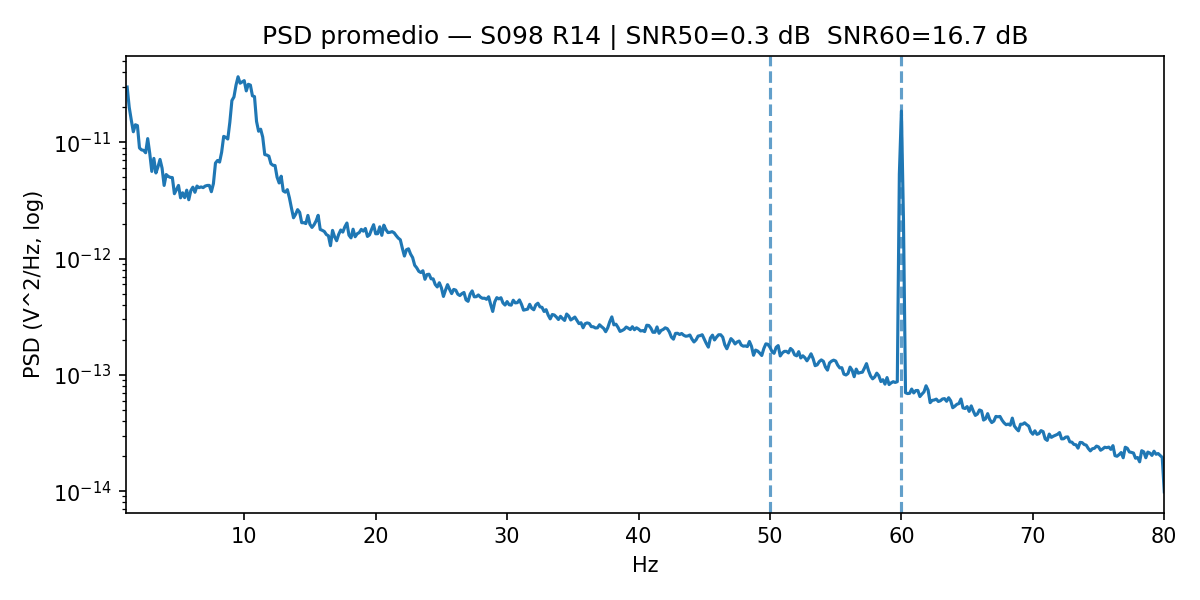 PSD promedio — S098 R14 | SNR50=0.3 dB  SNR60=16.7 dB
PSD (V^2/Hz, log)
10⁻¹¹
10⁻¹²
10⁻¹³
10⁻¹⁴
10 20 30 40 50 60 70 80
Hz